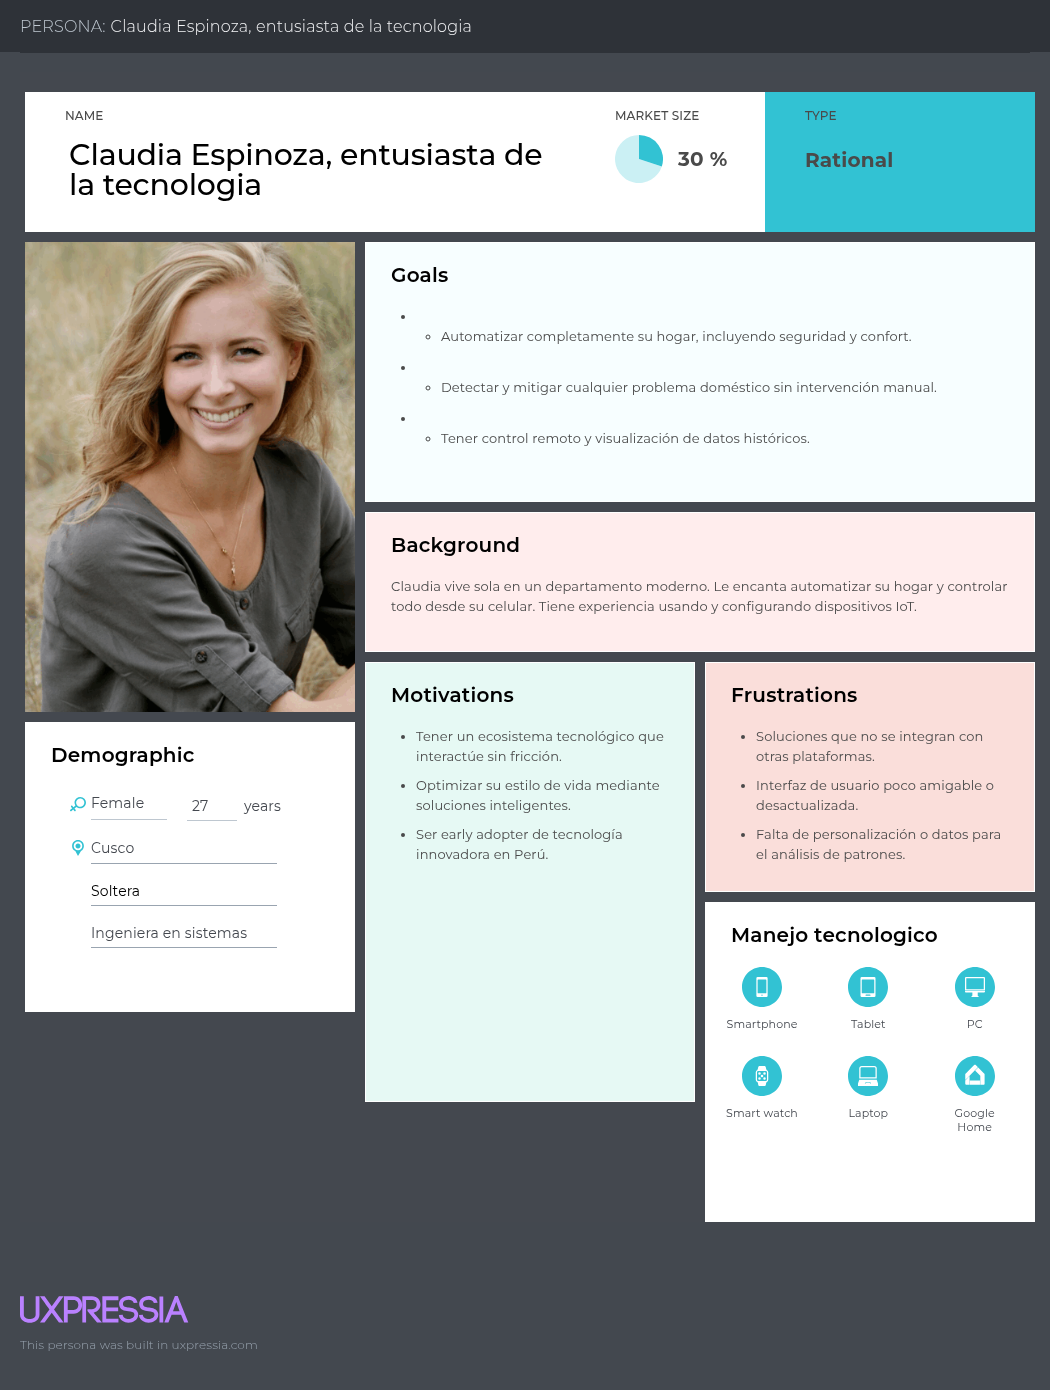 PERSONA: Claudia Espinoza, entusiasta de la tecnologia
NAME
Claudia Espinoza, entusiasta de
la tecnologia
MARKET SIZE
30 %
TYPE
Rational
Goals
Automatizar completamente su hogar, incluyendo seguridad y confort.
Detectar y mitigar cualquier problema doméstico sin intervención manual.
Tener control remoto y visualización de datos históricos.
Background
Claudia vive sola en un departamento moderno. Le encanta automatizar su hogar y controlar
todo desde su celular. Tiene experiencia usando y configurando dispositivos IoT.
Motivations
Tener un ecosistema tecnológico que
interactúe sin fricción.
Optimizar su estilo de vida mediante
soluciones inteligentes.
Ser early adopter de tecnología
innovadora en Perú.
Frustrations
Soluciones que no se integran con
otras plataformas.
Interfaz de usuario poco amigable o
desactualizada.
Falta de personalización o datos para
el análisis de patrones.
Demographic
Female 27 years
Cusco
Soltera
Ingeniera en sistemas
Manejo tecnologico
Smartphone Tablet PC
Smart watch Laptop Google
Home
UXPRESSIA
This persona was built in uxpressia.com